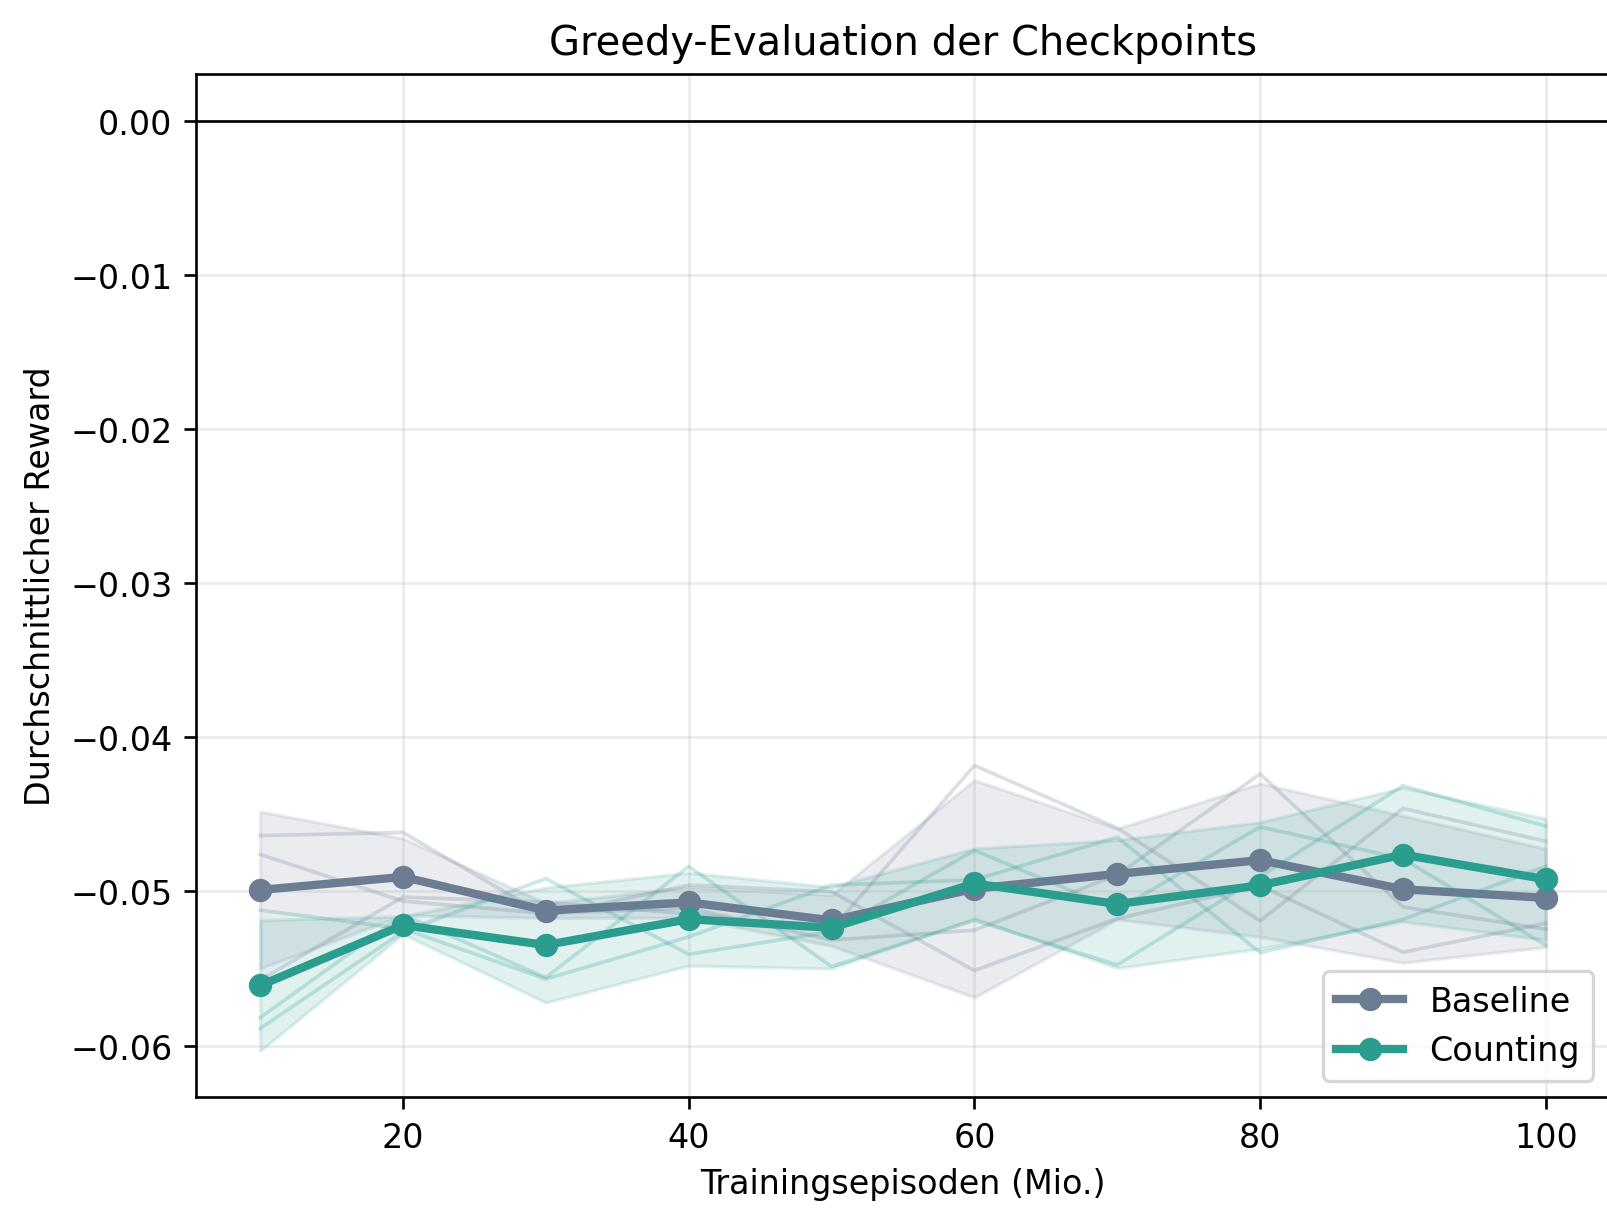 Greedy-Evaluation der Checkpoints
0.00
−0.01
−0.02
−0.03
−0.04
−0.05
−0.06
Durchschnittlicher Reward
20
40
60
80
100
Trainingsepisoden (Mio.)
Baseline
Counting